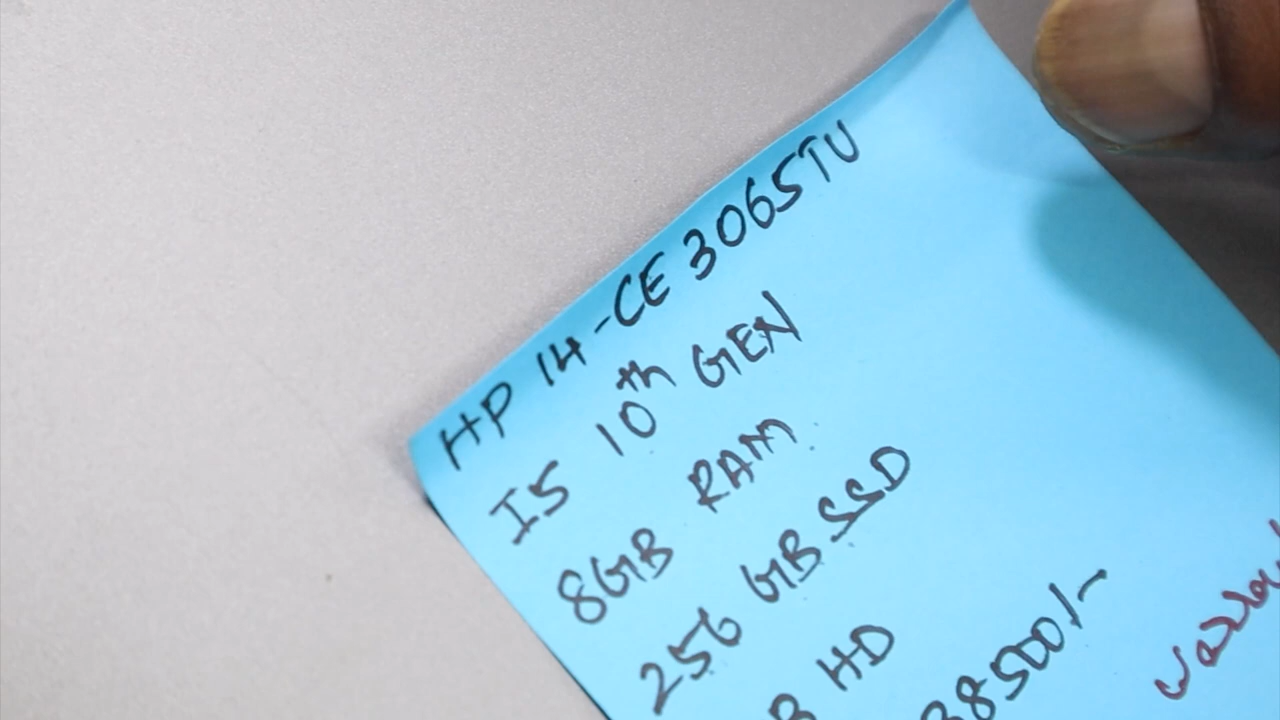 HP 14-CE 3065TU
I5 10th GEN
8GB RAM
256 GB SSD
HD
38500/-